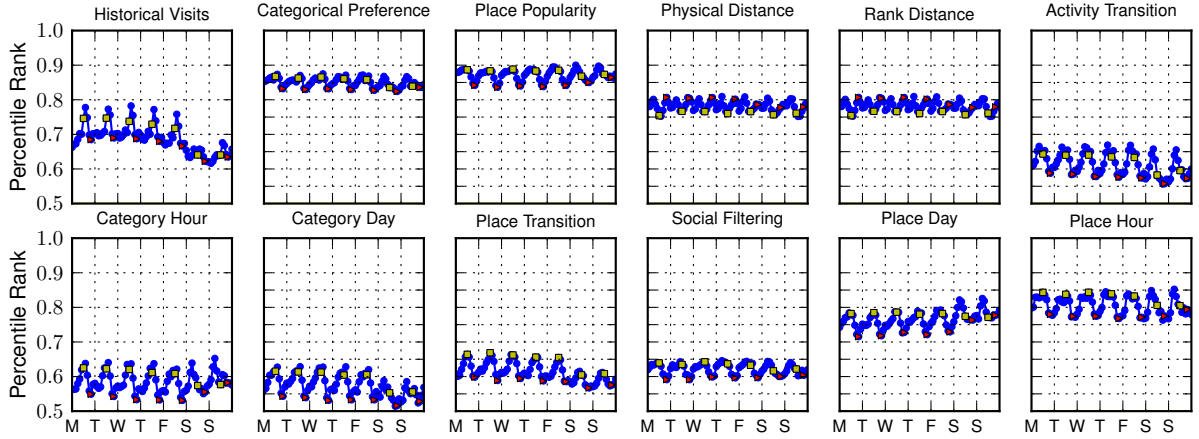 Historical Visits
Categorical Preference
Place Popularity
Physical Distance
Rank Distance
Activity Transition
Percentile Rank
1.0
0.9
0.8
0.7
0.6
0.5
Category Hour
Category Day
Place Transition
Social Filtering
Place Day
Place Hour
Percentile Rank
1.0
0.9
0.8
0.7
0.6
0.5
M T W T F S S
M T W T F S S
M T W T F S S
M T W T F S S
M T W T F S S
M T W T F S S